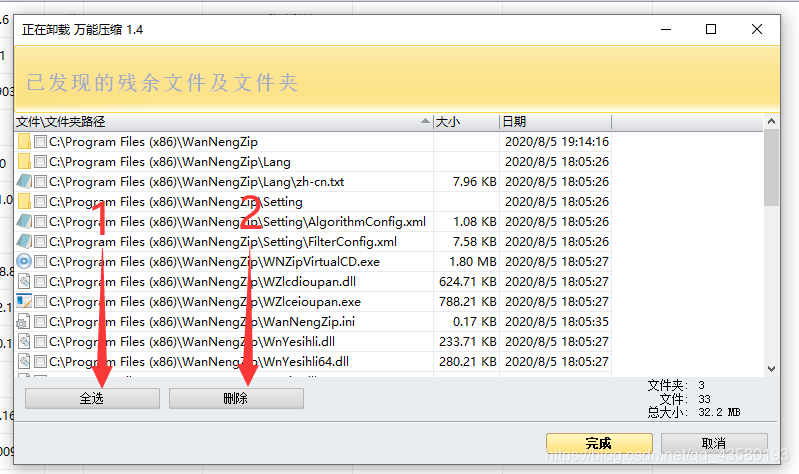 正在卸载 万能压缩 1.4
已发现的残余文件及文件夹
文件\文件夹路径 大小 日期
C:\Program Files (x86)\WanNengZip 2020/8/5 19:14:16
C:\Program Files (x86)\WanNengZip\Lang 2020/8/5 18:05:26
C:\Program Files (x86)\WanNengZip\Lang\zh-cn.txt 7.96 KB 2020/8/5 18:05:26
C:\Program Files (x86)\WanNengZip\Setting 2020/8/5 18:05:26
C:\Program Files (x86)\WanNengZip\Setting\AlgorithmConfig.xml 1.08 KB 2020/8/5 18:05:26
C:\Program Files (x86)\WanNengZip\Setting\FilterConfig.xml 7.58 KB 2020/8/5 18:05:26
C:\Program Files (x86)\WanNengZip\WNZipVirtualCD.exe 1.80 MB 2020/8/5 18:05:27
C:\Program Files (x86)\WanNengZip\WZlcdioupan.dll 624.71 KB 2020/8/5 18:05:27
C:\Program Files (x86)\WanNengZip\WZlceioupan.exe 788.21 KB 2020/8/5 18:05:27
C:\Program Files (x86)\WanNengZip\WanNengZip.ini 0.17 KB 2020/8/5 18:05:35
C:\Program Files (x86)\WanNengZip\WnYesihli.dll 233.71 KB 2020/8/5 18:05:27
C:\Program Files (x86)\WanNengZip\WnYesihli64.dll 280.21 KB 2020/8/5 18:05:27
1 2
全选 删除
文件夹: 3
文件: 33
总大小: 32.2 MB
完成 取消
https://blog.csdn.net/qq_43580193